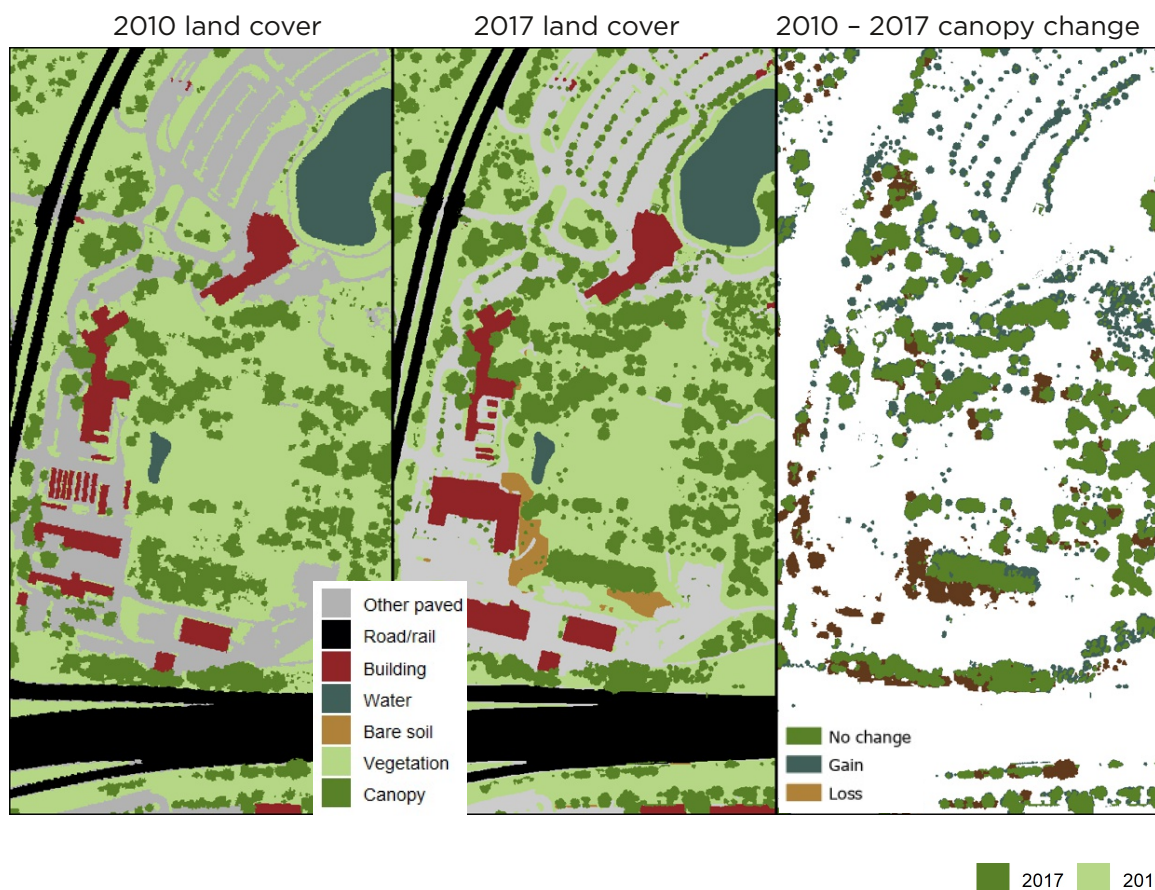 2010 land cover
2017 land cover
2010 – 2017 canopy change
Other paved
Road/rail
Building
Water
Bare soil
Vegetation
Canopy
No change
Gain
Loss
2017
201